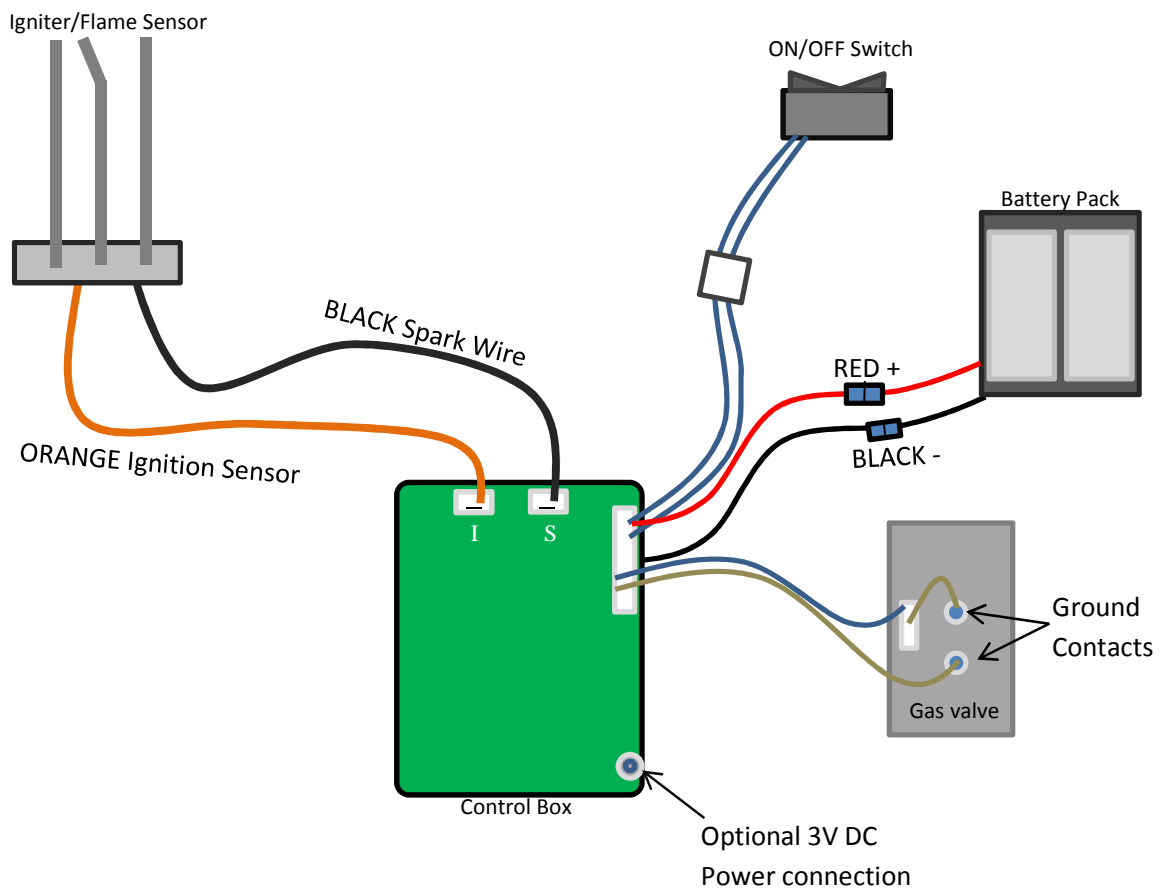 Igniter/Flame Sensor
ON/OFF Switch
Battery Pack
BLACK Spark Wire
RED +
BLACK -
ORANGE Ignition Sensor
I
S
Ground
Contacts
Gas valve
Control Box
Optional 3V DC
Power connection